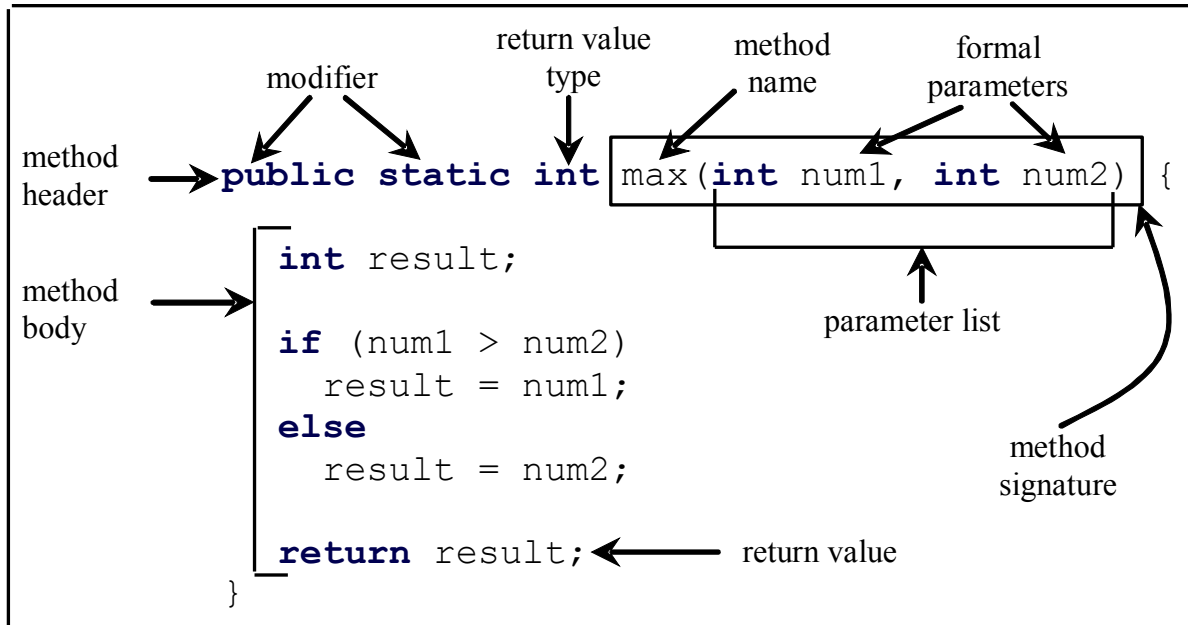 return value
type
method
name
formal
parameters
modifier
method
header
public static int max(int num1, int num2) {
int result;
method
body
parameter list
if (num1 > num2)
result = num1;
else
result = num2;
method
signature
return result;
return value
}